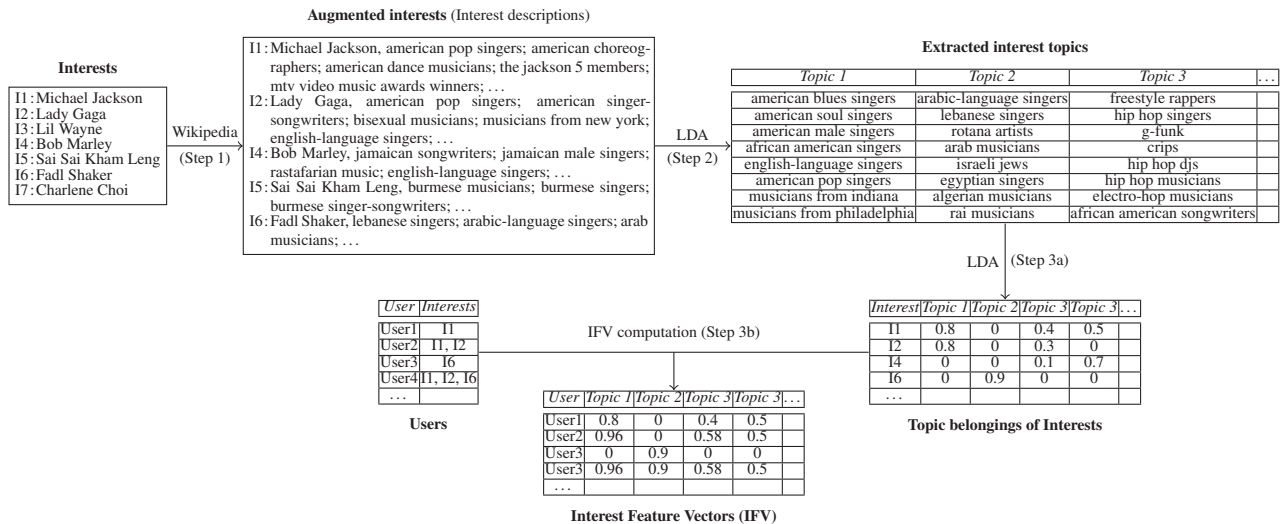 Augmented interests (Interest descriptions)
I1: Michael Jackson, american pop singers; american choreog-
raphers; american dance musicians; the jackson 5 members;
mtv video music awards winners; ...
I2: Lady Gaga, american pop singers; american singer-
songwriters; bisexual musicians; musicians from new york;
english-language singers; ...
I4: Bob Marley, jamaican songwriters; jamaican male singers;
rastafarian music; english-language singers; ...
I5: Sai Sai Kham Leng, burmese musicians; burmese singers;
burmese singer-songwriters; ...
I6: Fadl Shaker, lebanese singers; arabic-language singers; arab
musicians; ...
Interests
I1: Michael Jackson
I2: Lady Gaga
I3: Lil Wayne
I4: Bob Marley
I5: Sai Sai Kham Leng
I6: Fadl Shaker
I7: Charlene Choi
Wikipedia
(Step 1)
LDA
(Step 2)
Extracted interest topics
Topic 1 Topic 2 Topic 3 ...
american blues singers arabic-language singers freestyle rappers
american soul singers lebanese singers hip hop singers
american male singers rotana artists g-funk
african american singers arab musicians crips
english-language singers israeli jews hip hop djs
american pop singers egyptian singers hip hop musicians
musicians from indiana algerian musicians electro-hop musicians
musicians from philadelphia rai musicians african american songwriters
LDA (Step 3a)
User Interests
User1 I1
User2 I1, I2
User3 I6
User4 I1, I2, I6
...
Users
IFV computation (Step 3b)
Interest Topic 1 Topic 2 Topic 3 Topic 3 ...
I1 0.8 0 0.4 0.5
I2 0.8 0 0.3 0
I4 0 0 0.1 0.7
I6 0 0.9 0 0
...
Topic belongings of Interests
User Topic 1 Topic 2 Topic 3 Topic 3 ...
User1 0.8 0 0.4 0.5
User2 0.96 0 0.58 0.5
User3 0 0.9 0 0
User3 0.96 0.9 0.58 0.5
...
Interest Feature Vectors (IFV)